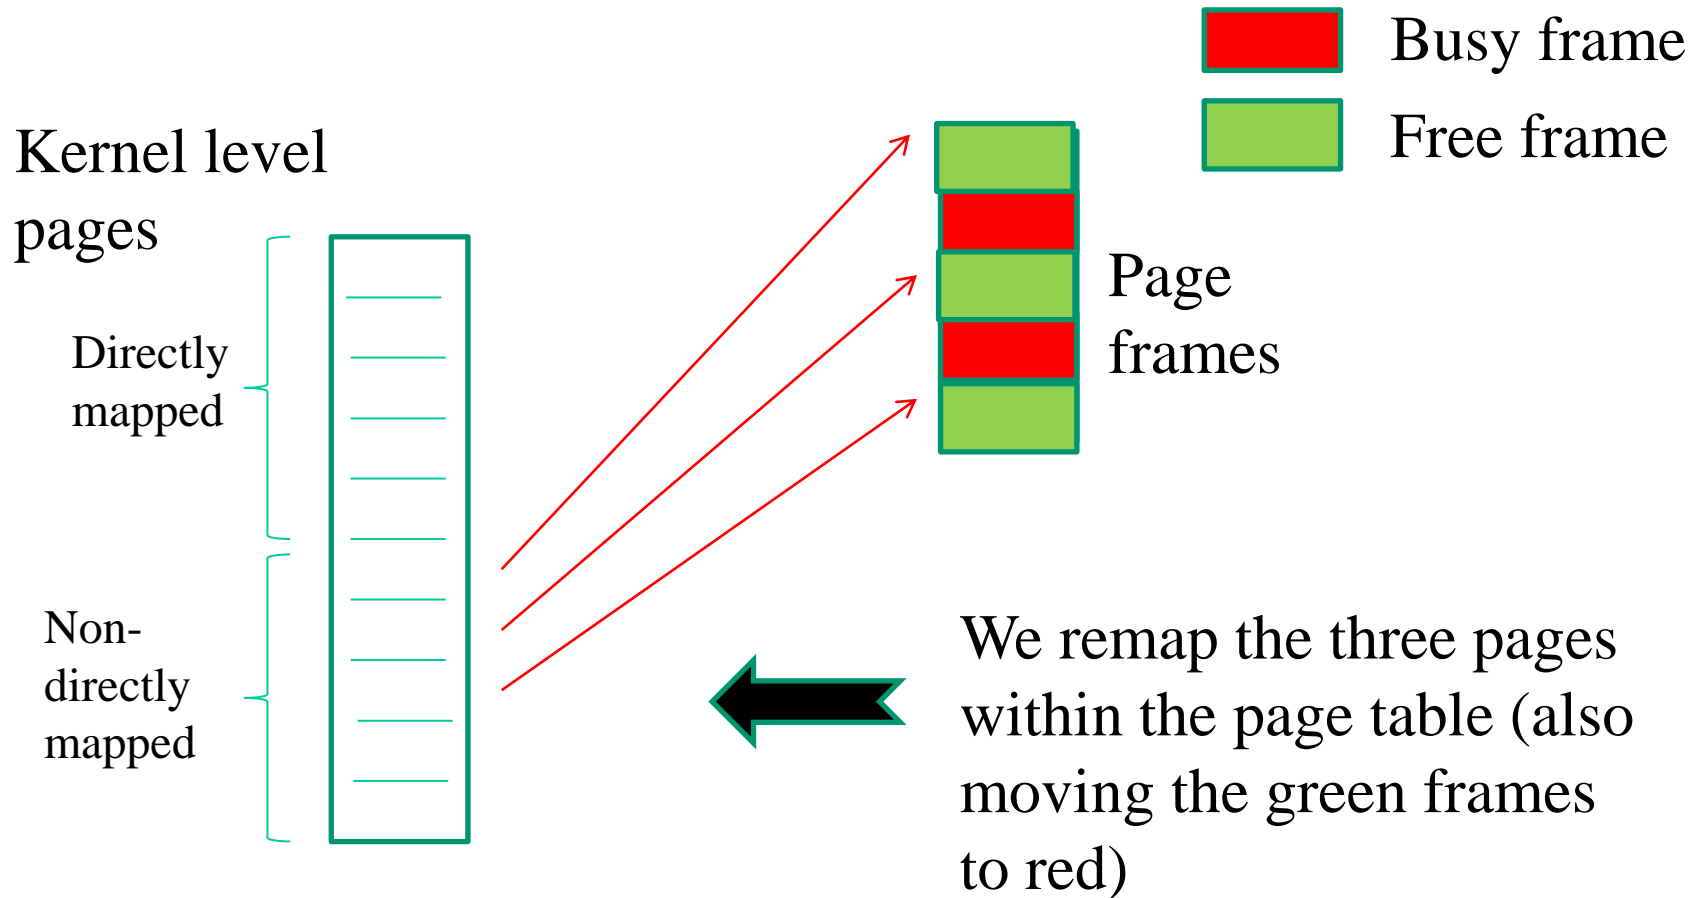 Busy frame
Free frame
Kernel level
pages
Directly
mapped
Page
frames
Non-
directly
mapped
We remap the three pages
within the page table (also
moving the green frames
to red)